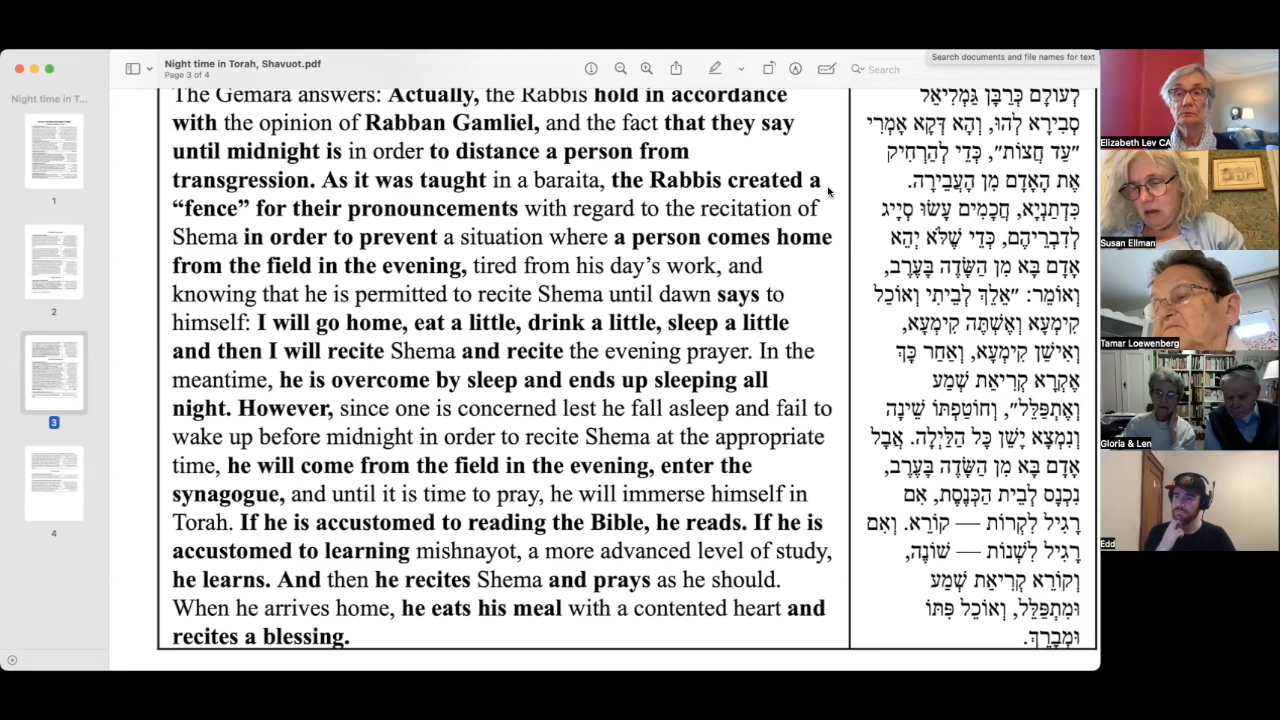 Night time in Torah, Shavuot.pdf
Page 3 of 4
Search documents and file names for text
Search
Night time in T...
1
2
3
4
The Gemara answers: Actually, the Rabbis hold in accordance
with the opinion of Rabban Gamliel, and the fact that they say
until midnight is in order to distance a person from
transgression. As it was taught in a baraita, the Rabbis created a
“fence” for their pronouncements with regard to the recitation of
Shema in order to prevent a situation where a person comes home
from the field in the evening, tired from his day’s work, and
knowing that he is permitted to recite Shema until dawn says to
himself: I will go home, eat a little, drink a little, sleep a little
and then I will recite Shema and recite the evening prayer. In the
meantime, he is overcome by sleep and ends up sleeping all
night. However, since one is concerned lest he fall asleep and fail to
wake up before midnight in order to recite Shema at the appropriate
time, he will come from the field in the evening, enter the
synagogue, and until it is time to pray, he will immerse himself in
Torah. If he is accustomed to reading the Bible, he reads. If he is
accustomed to learning mishnayot, a more advanced level of study,
he learns. And then he recites Shema and prays as he should.
When he arrives home, he eats his meal with a contented heart and
recites a blessing.
לְעוֹלָם כְּרַבָּן גַּמְלִיאֵל
סְבִירָא לְהוּ, וְהָא דְּקָא אָמְרִי
״עַד חֲצוֹת״, כְּדֵי לְהַרְחִיק
אֶת הָאָדָם מִן הָעֲבֵירָה.
כִּדְתַנְיָא, חֲכָמִים עָשׂוּ סְיָיג
לְדִבְרֵיהֶם, כְּדֵי שֶׁלֹּא יְהֵא
אָדָם בָּא מִן הַשָּׂדֶה בָּעֶרֶב,
וְאוֹמֵר: ״אֵלֵךְ לְבֵיתִי וְאוֹכַל
קִימְעָא וְאֶשְׁתֶּה קִימְעָא,
וְאִישַׁן קִימְעָא, וְאַחַר כָּךְ
אֶקְרָא קְרִיאַת שְׁמַע
וְאֶתְפַּלֵּל״, וְחוֹטַפְתּוֹ שֵׁינָה
וְנִמְצָא יָשֵׁן כָּל הַלַּיְלָה. אֲבָל
אָדָם בָּא מִן הַשָּׂדֶה בָּעֶרֶב,
נִכְנָס לְבֵית הַכְּנֶסֶת, אִם
רָגִיל לִקְרוֹת — קוֹרֵא. וְאִם
רָגִיל לִשְׁנוֹת — שׁוֹנֶה,
וְקוֹרֵא קְרִיאַת שְׁמַע
וּמִתְפַּלֵּל, וְאוֹכֵל פִּתּוֹ
וּמְבָרֵךְ.
Elizabeth Lev CA
Susan Ellman
Tamar Loewenberg
Gloria & Len
Edd